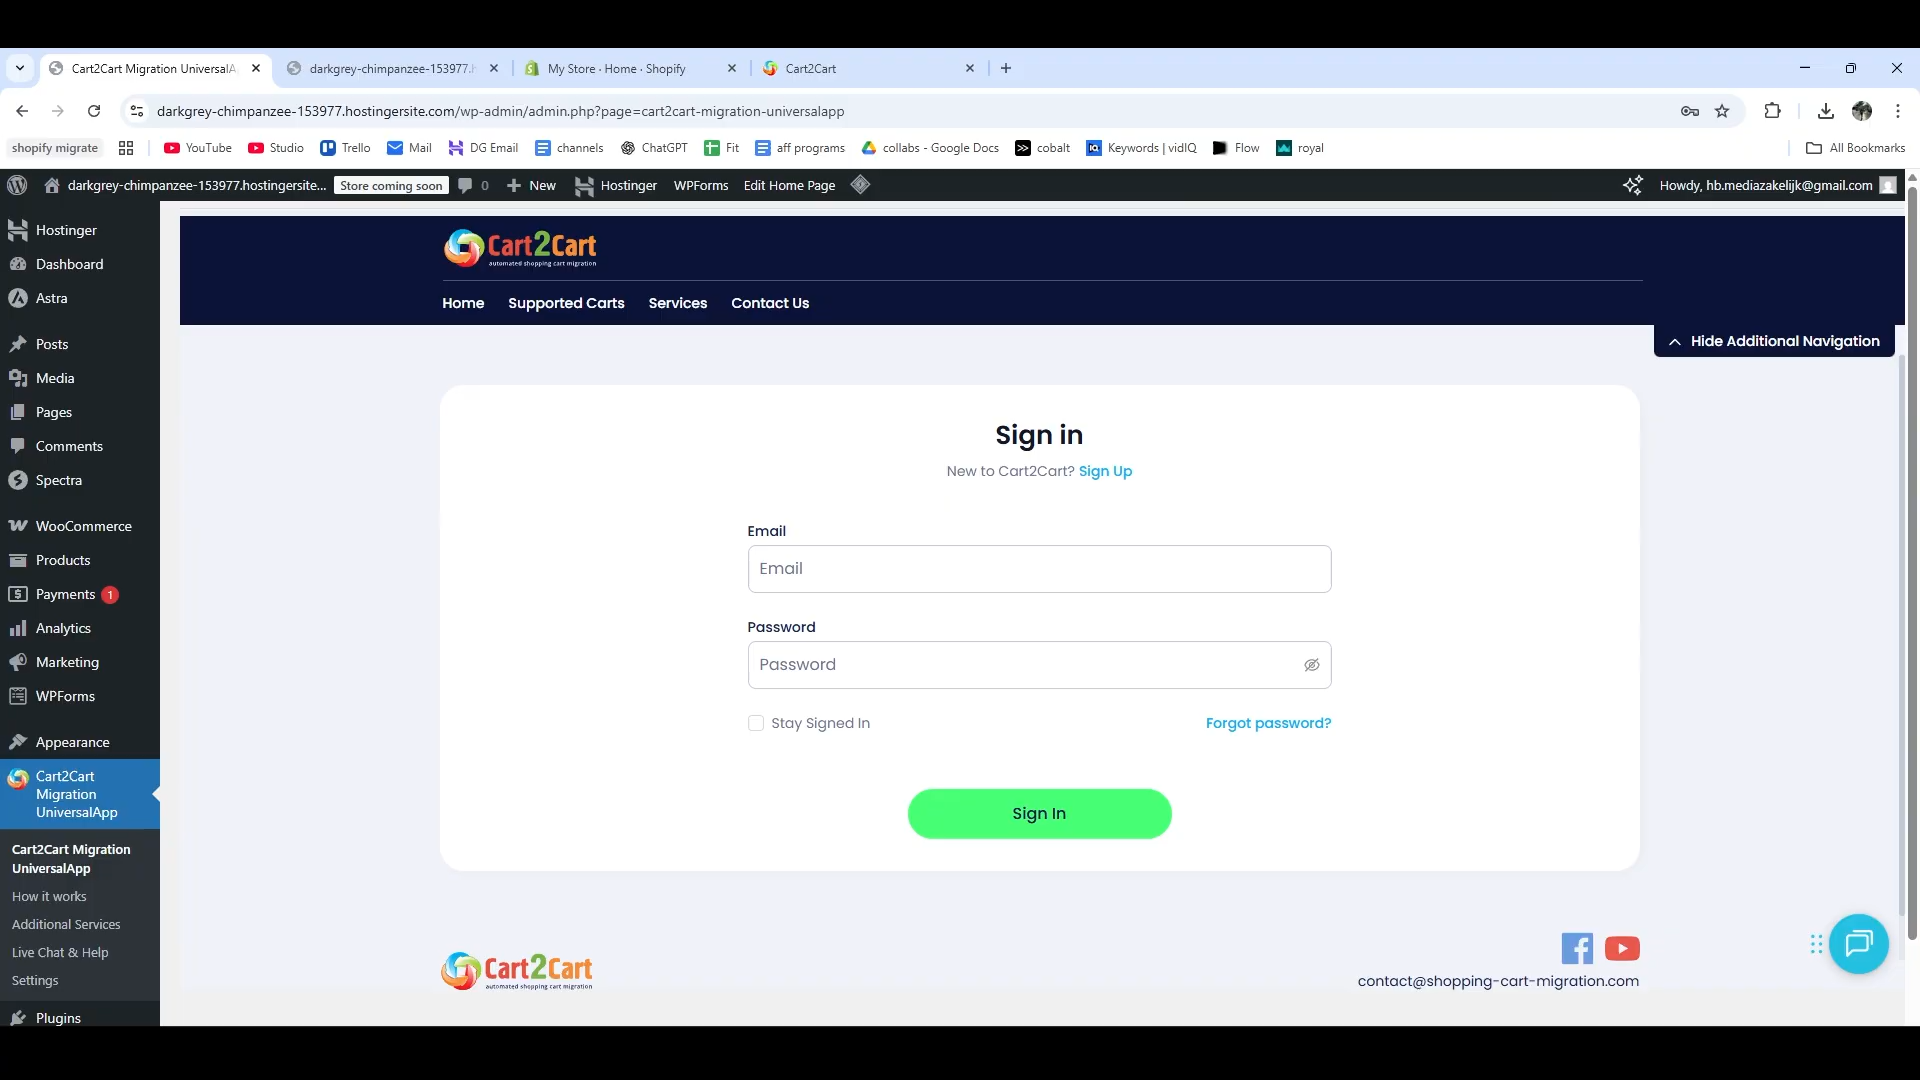 Cart2Cart Migration UniversalA
darkgrey-chimpanzee-153977.h
My Store · Home · Shopify
Cart2Cart
darkgrey-chimpanzee-153977.hostingersite.com/wp-admin/admin.php?page=cart2cart-migration-universalapp
shopify migrate
YouTube
Studio
Trello
Mail
DG Email
channels
ChatGPT
Fit
aff programs
collabs - Google Docs
cobalt
Keywords | vidIQ
Flow
royal
All Bookmarks
darkgrey-chimpanzee-153977.hostingersite...
Store coming soon
0
New
Hostinger
WPForms
Edit Home Page
Howdy, hb.mediazakelijk@gmail.com
Hostinger
Dashboard
Astra
Posts
Media
Pages
Comments
Spectra
WooCommerce
Products
Payments 1
Analytics
Marketing
WPForms
Appearance
Cart2Cart
Migration
UniversalApp
Cart2Cart Migration
UniversalApp
How it works
Additional Services
Live Chat & Help
Settings
Plugins
Cart2Cart
automated shopping cart migration
Home
Supported Carts
Services
Contact Us
Hide Additional Navigation
Sign in
New to Cart2Cart? Sign Up
Email
Email
Password
Password
Stay Signed In
Forgot password?
Sign In
Cart2Cart
automated shopping cart migration
contact@shopping-cart-migration.com